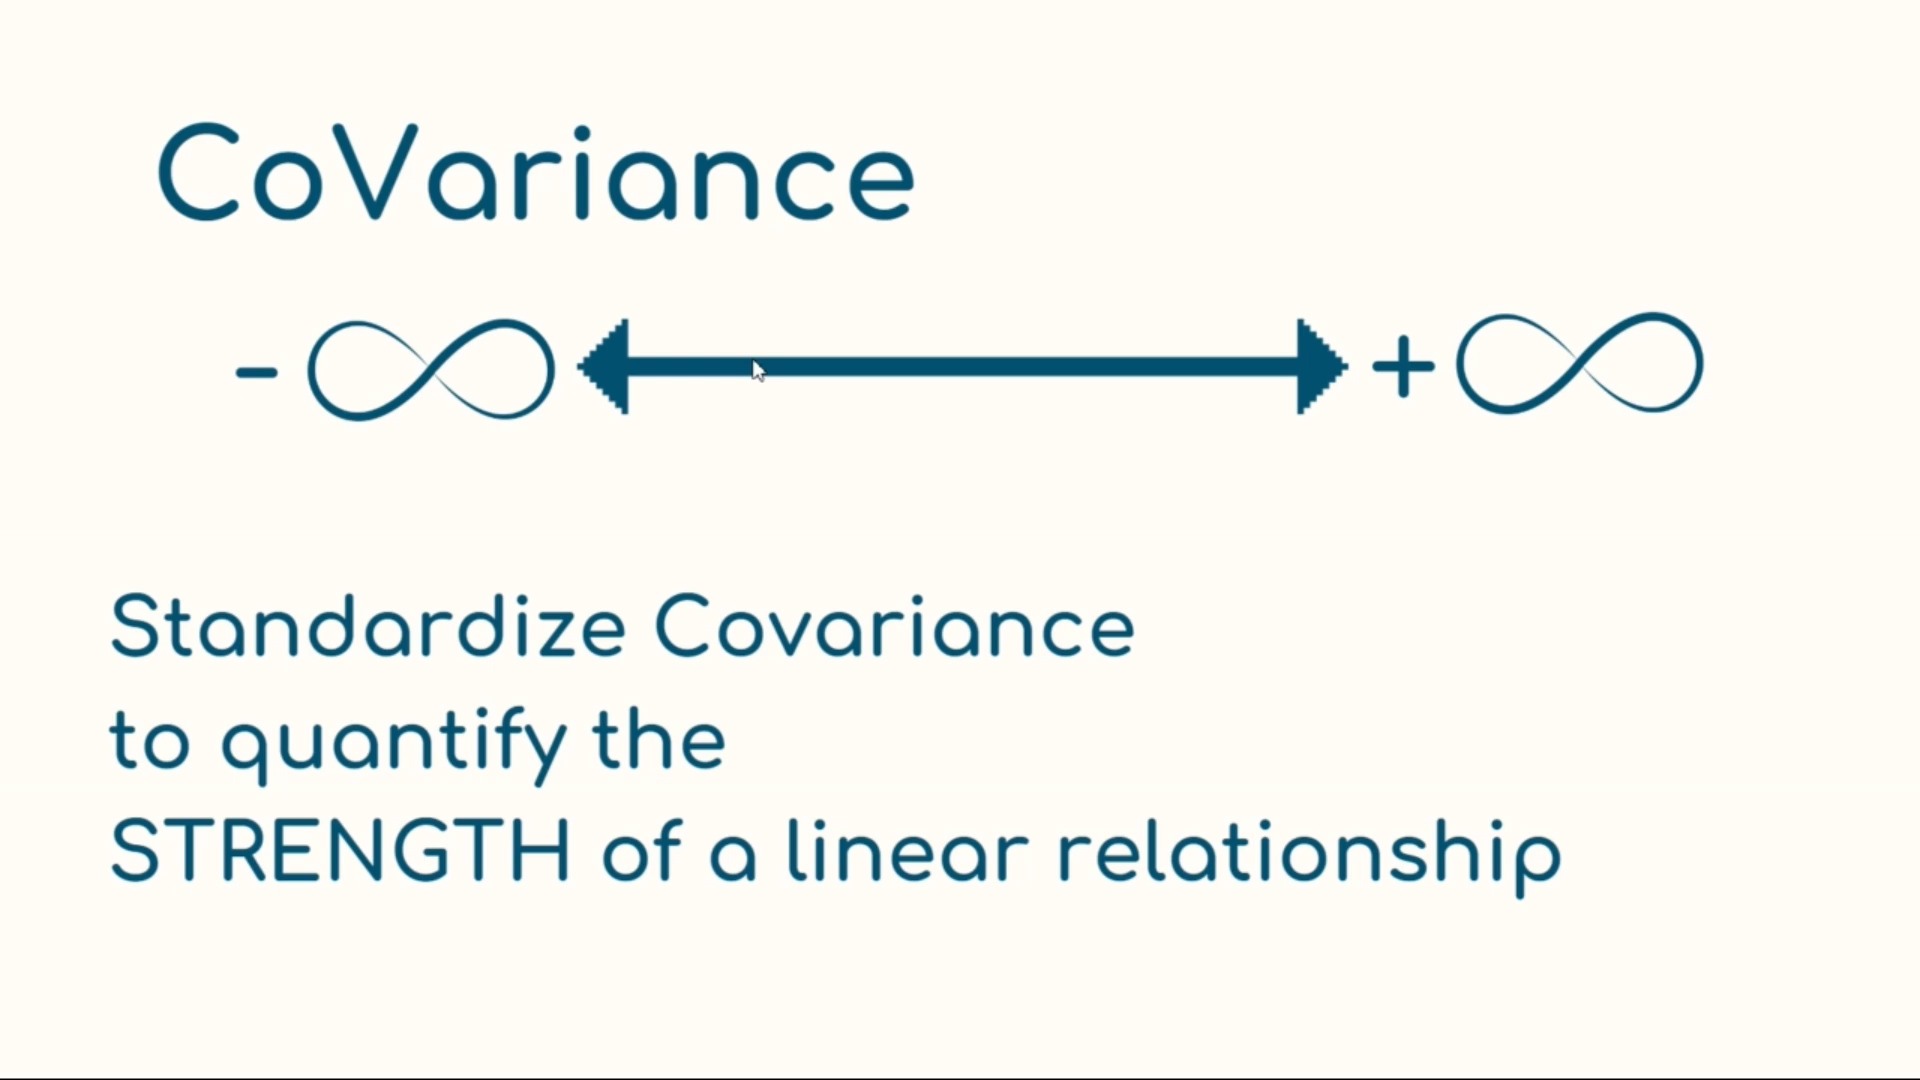 CoVariance
- ∞ + ∞
Standardize Covariance
to quantify the
STRENGTH of a linear relationship